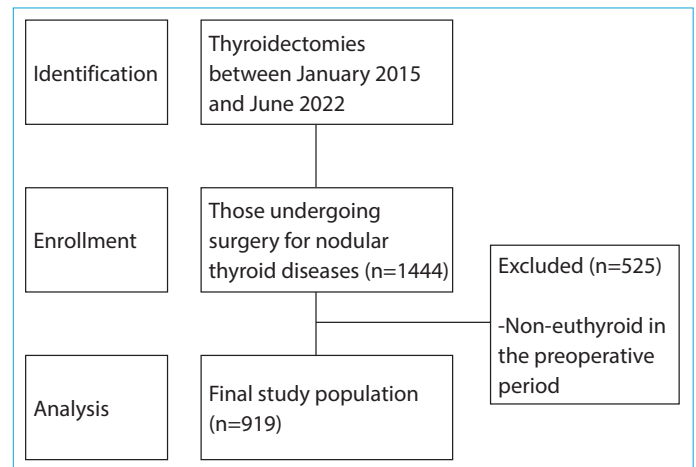 Identification
Thyroidectomies
between January 2015
and June 2022
Enrollment
Those undergoing
surgery for nodular
thyroid diseases (n=1444)
Excluded (n=525)
-Non-euthyroid in
the preoperative
period
Analysis
Final study population
(n=919)